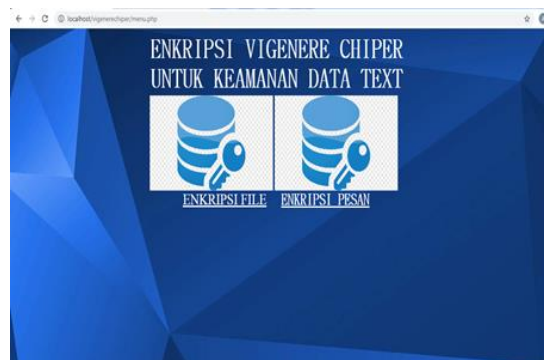 localhost/vigenerechiper/menu.php
ENKRIPSI VIGENERE CHIPER
UNTUK KEAMANAN DATA TEXT
ENKRIPSI FILE ENKRIPSI PESAN